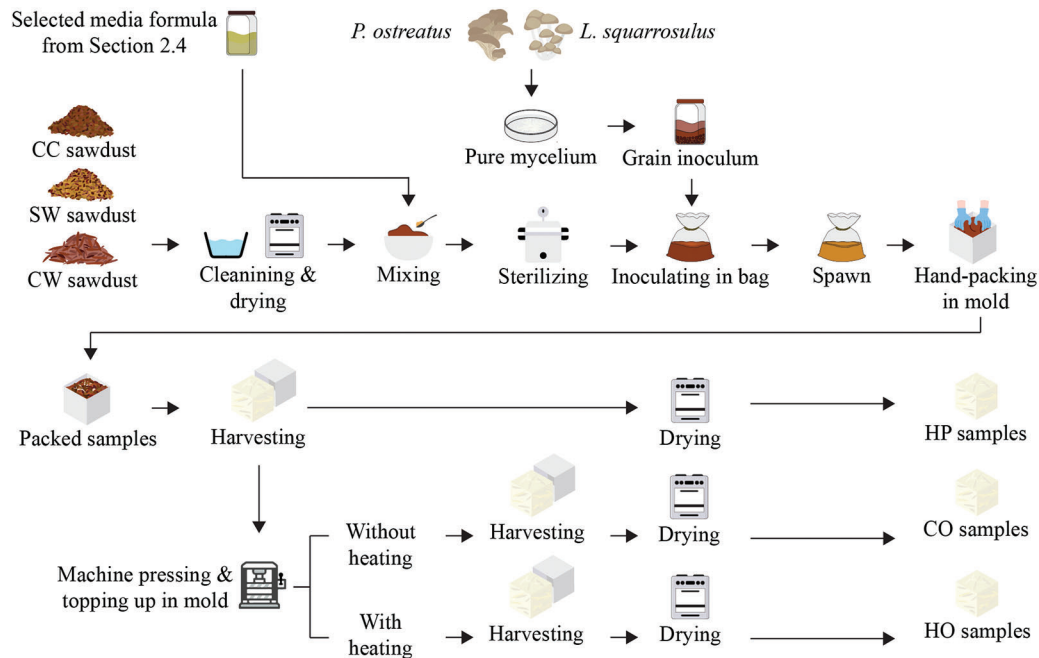 Selected media formula
from Section 2.4
P. ostreatus
L. squarrosulus
CC sawdust
Pure mycelium
Grain inoculum
SW sawdust
CW sawdust
Cleanining &
drying
Mixing
Sterilizing
Inoculating in bag
Spawn
Hand-packing
in mold
Packed samples
Harvesting
Drying
HP samples
Machine pressing &
topping up in mold
Without
heating
Harvesting
Drying
CO samples
With
heating
Harvesting
Drying
HO samples